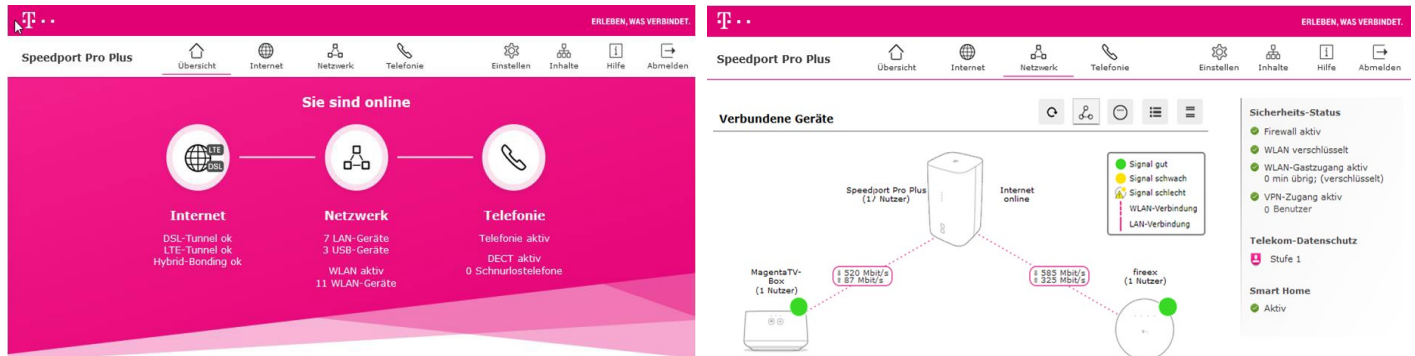 T
ERLEBEN, WAS VERBINDET.
Speedport Pro Plus
Übersicht
Internet
Netzwerk
Telefonie
Einstellen
Inhalte
Hilfe
Abmelden
Sie sind online
LTE
DSL
Internet
DSL-Tunnel ok
LTE-Tunnel ok
Hybrid-Bonding ok
Netzwerk
7 LAN-Geräte
3 USB-Geräte
WLAN aktiv
11 WLAN-Geräte
Telefonie
Telefonie aktiv
DECT aktiv
0 Schnurlostelefone
T
ERLEBEN, WAS VERBINDET.
Speedport Pro Plus
Übersicht
Internet
Netzwerk
Telefonie
Einstellen
Inhalte
Hilfe
Abmelden
Verbundene Geräte
Speedport Pro Plus
(17 Nutzer)
Internet
online
Signal gut
Signal schwach
Signal schlecht
WLAN-Verbindung
LAN-Verbindung
MagentaTV-
Box
(1 Nutzer)
520 Mbit/s
87 Mbit/s
585 Mbit/s
325 Mbit/s
fireex
(1 Nutzer)
Sicherheits-Status
Firewall aktiv
WLAN verschlüsselt
WLAN-Gastzugang aktiv
0 min übrig; (verschlüsselt)
VPN-Zugang aktiv
0 Benutzer
Telekom-Datenschutz
Stufe 1
Smart Home
Aktiv